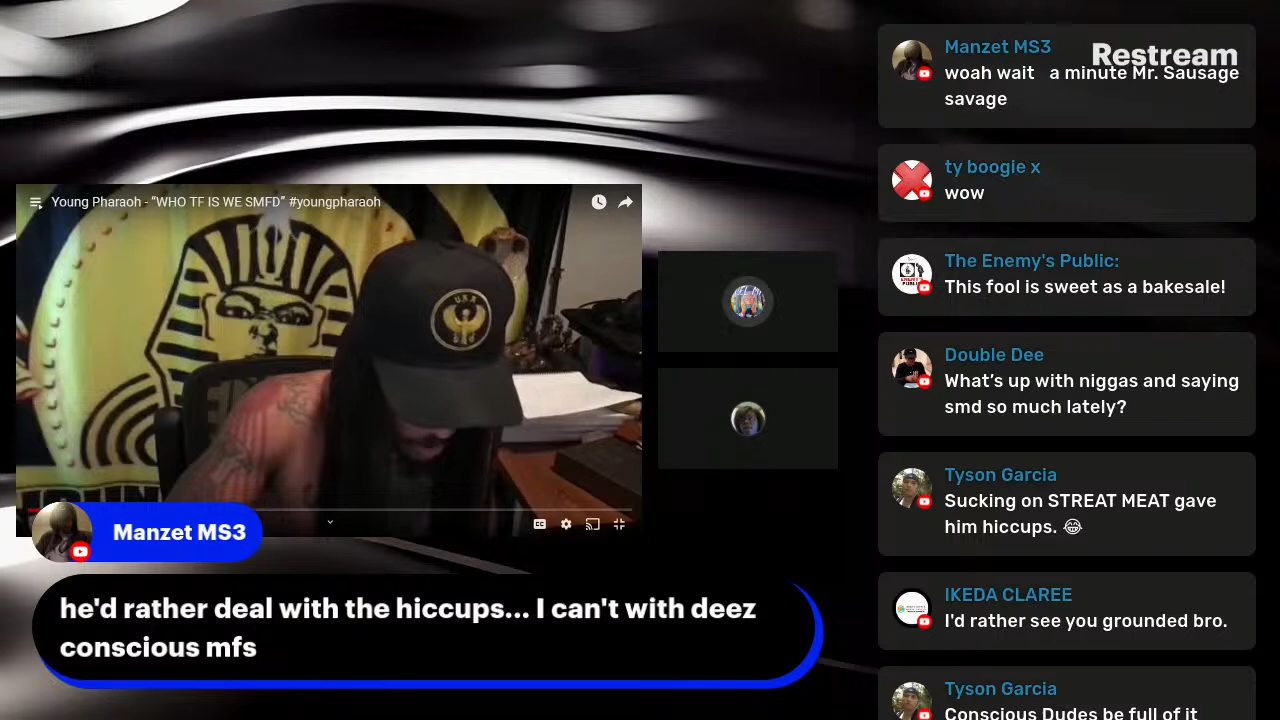 Restream
Young Pharaoh - “WHO TF IS WE SMFD” #youngpharaoh
CC
Manzet MS3
he'd rather deal with the hiccups... I can't with deez
conscious mfs
Manzet MS3
woah wait a minute Mr. Sausage
savage
ty boogie x
wow
The Enemy's Public:
This fool is sweet as a bakesale!
Double Dee
What’s up with niggas and saying
smd so much lately?
Tyson Garcia
Sucking on STREAT MEAT gave
him hiccups. 😂
IKEDA CLAREE
I'd rather see you grounded bro.
Tyson Garcia
Conscious Dudes be full of it